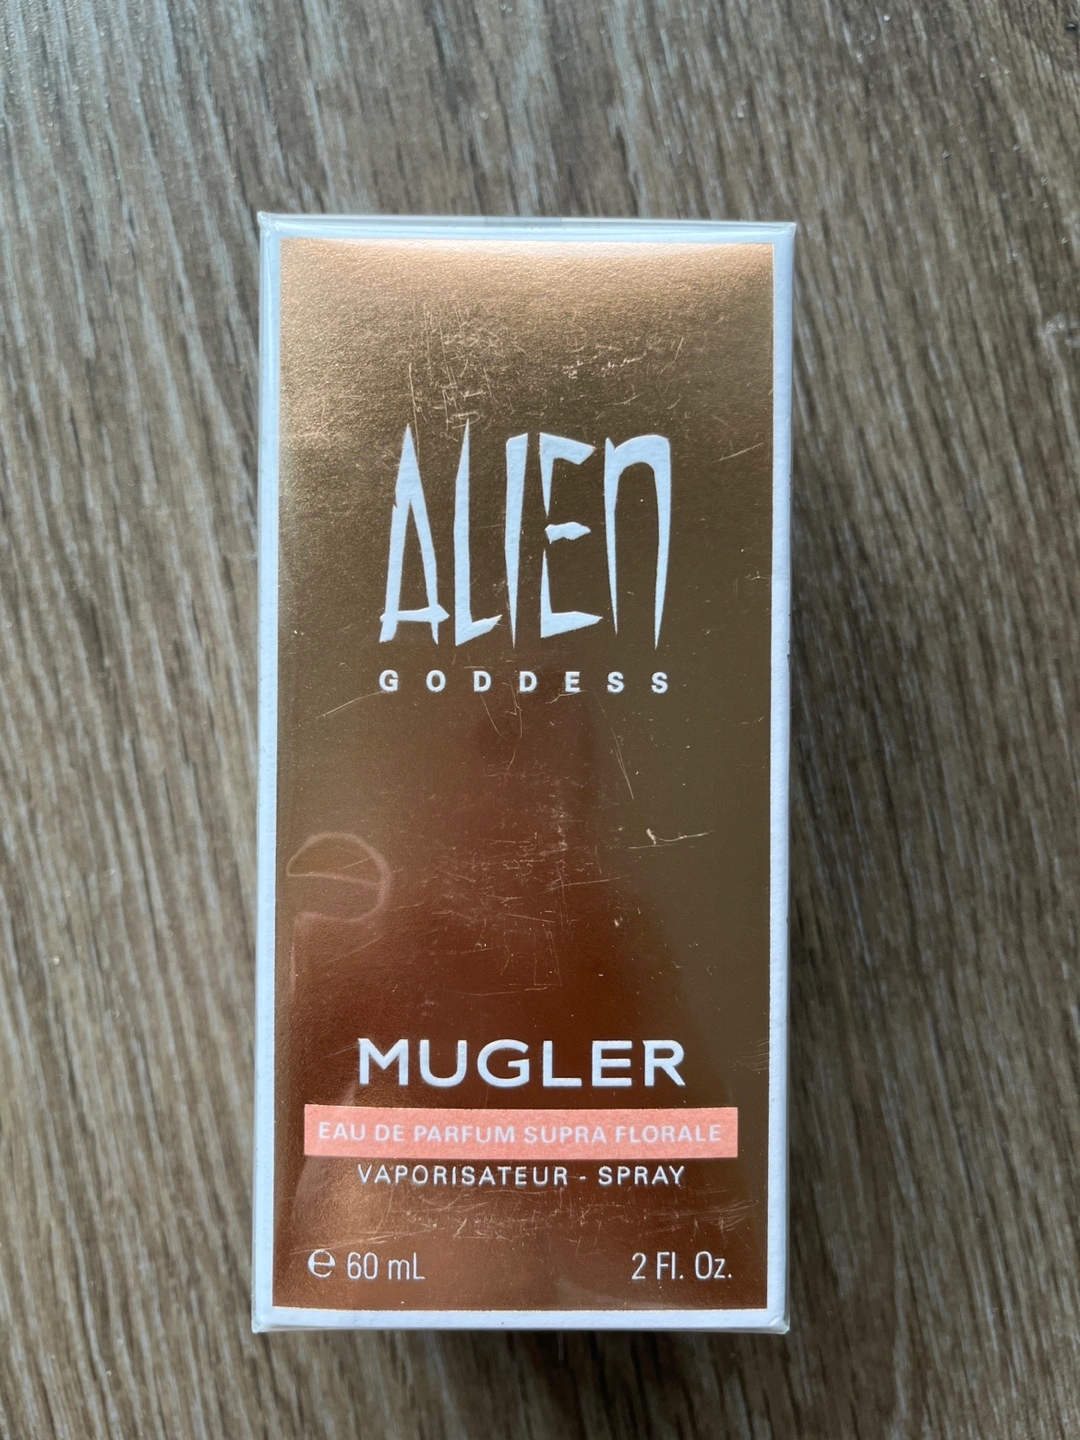 ALIEN
GODDESS
MUGLER
EAU DE PARFUM SUPRA FLORALE
VAPORISATEUR - SPRAY
℮ 60 mL 2 Fl. Oz.